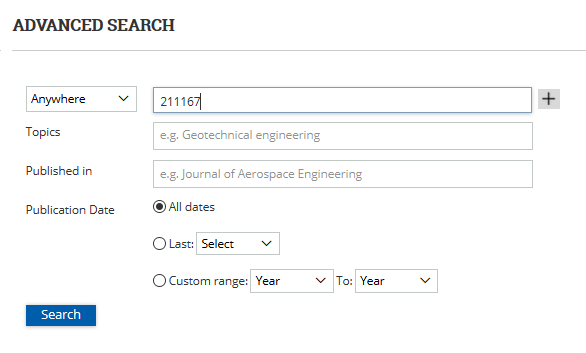 ADVANCED SEARCH
Anywhere 211167 +
Topics e.g. Geotechnical engineering
Published in e.g. Journal of Aerospace Engineering
Publication Date All dates
Last: Select
Custom range: Year To: Year
Search